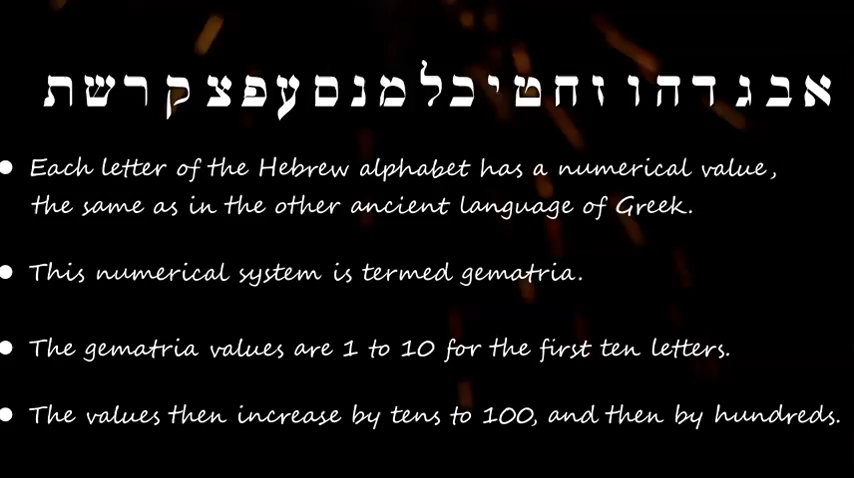 א ב ג ד ה ו ז ח ט י כ ל מ נ ס ע פ צ ק ר ש ת
• Each letter of the Hebrew alphabet has a numerical value,
the same as in the other ancient language of Greek.
• This numerical system is termed gematria.
• The gematria values are 1 to 10 for the first ten letters.
• The values then increase by tens to 100, and then by hundreds.